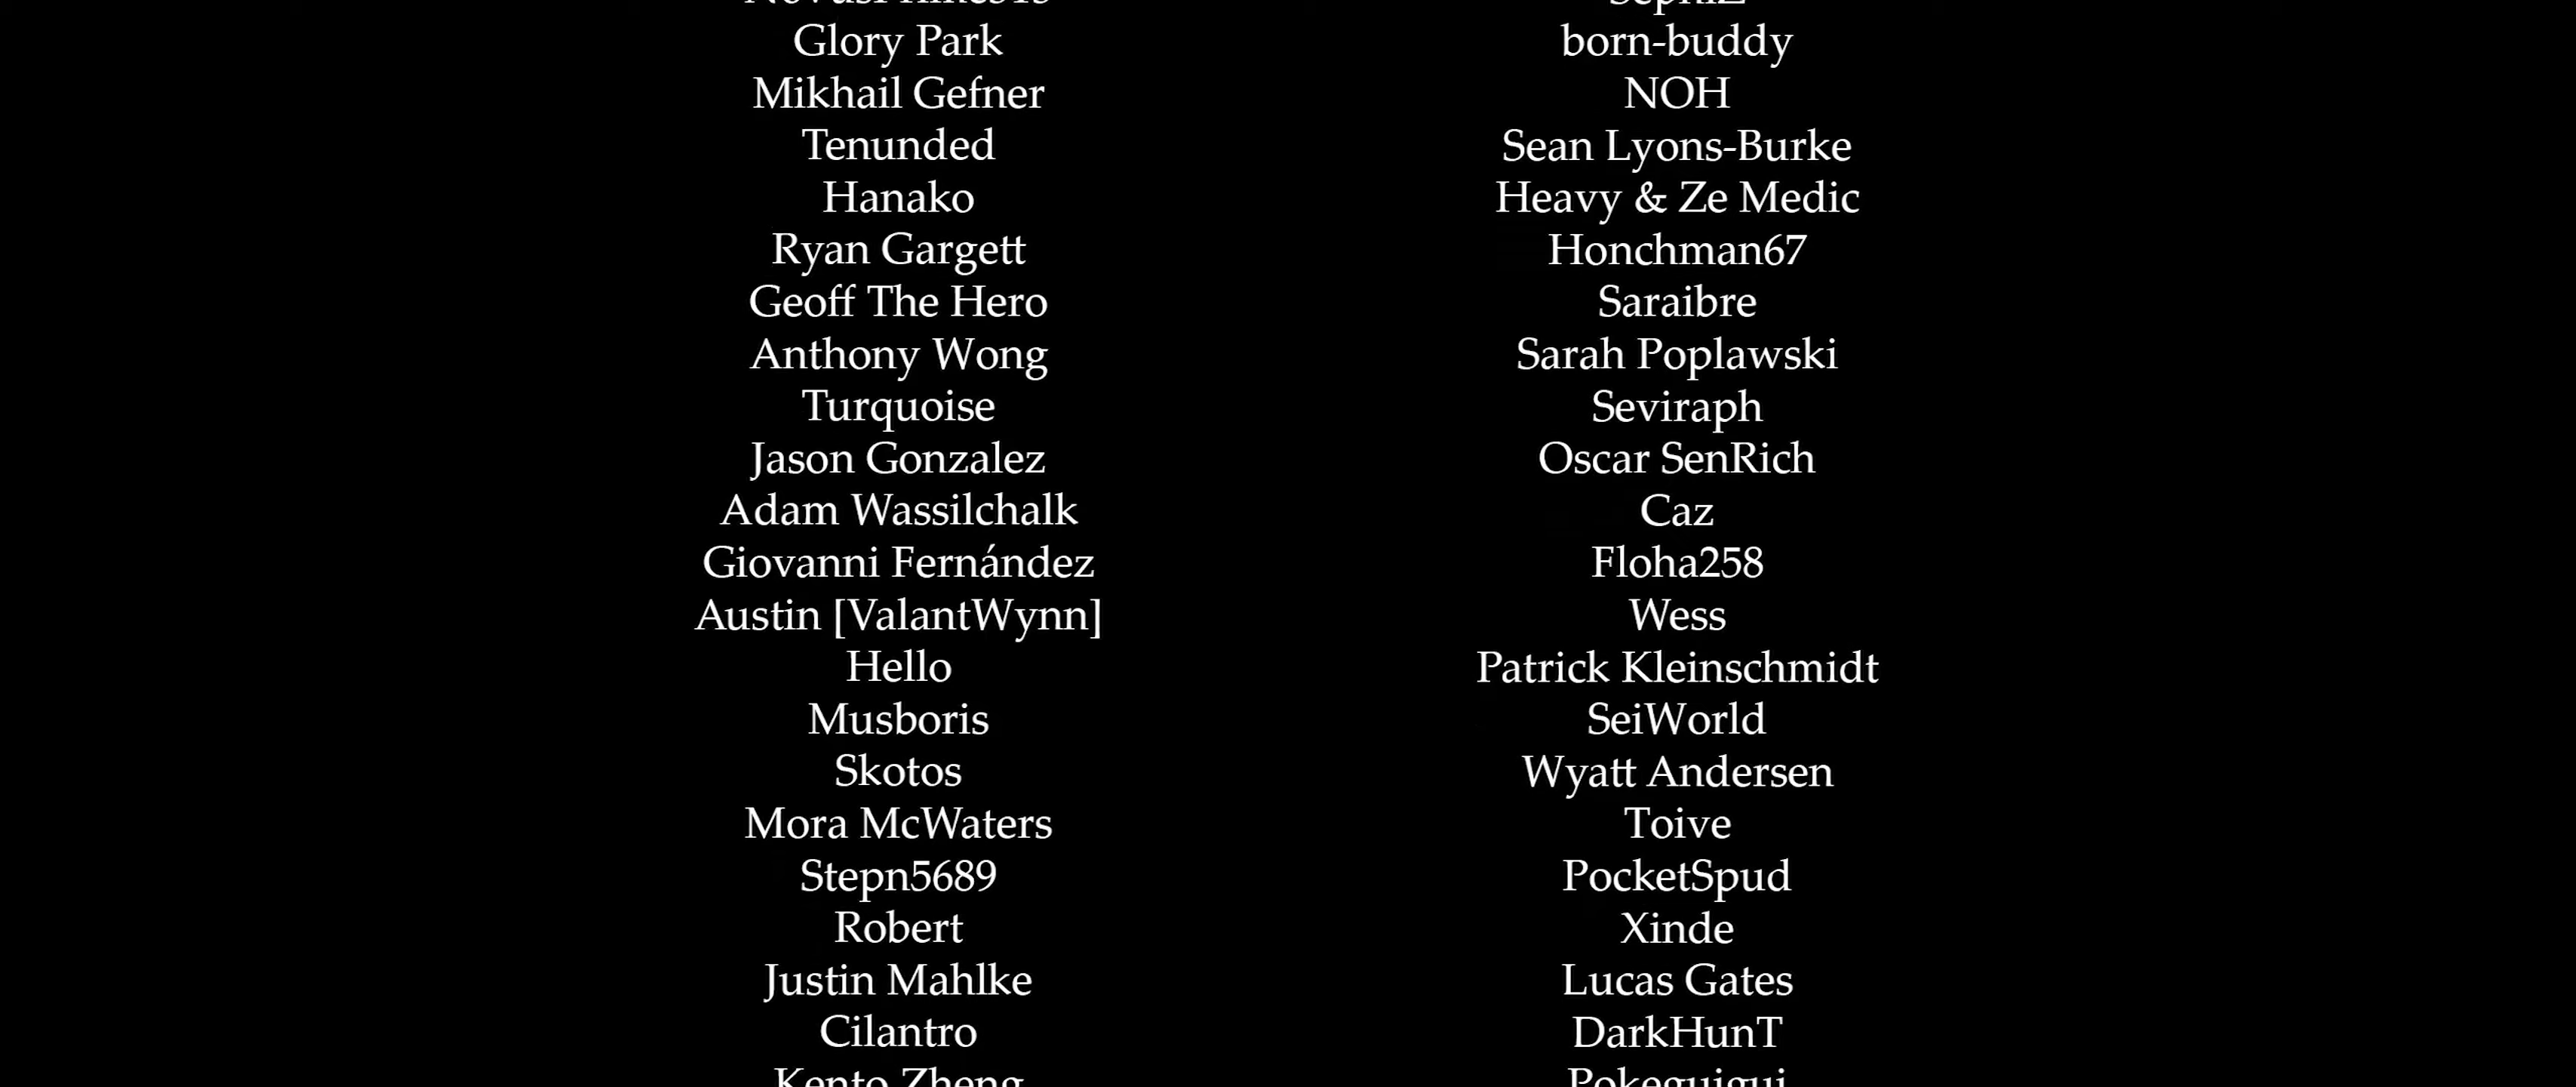 Glory Park
Mikhail Gefner
Tenunded
Hanako
Ryan Gargett
Geoff The Hero
Anthony Wong
Turquoise
Jason Gonzalez
Adam Wassilchalk
Giovanni Fernández
Austin [ValantWynn]
Hello
Musboris
Skotos
Mora McWaters
Stepn5689
Robert
Justin Mahlke
Cilantro
Kento Zheng
born-buddy
NOH
Sean Lyons-Burke
Heavy & Ze Medic
Honchman67
Saraibre
Sarah Poplawski
Seviraph
Oscar SenRich
Caz
Floha258
Wess
Patrick Kleinschmidt
SeiWorld
Wyatt Andersen
Toive
PocketSpud
Xinde
Lucas Gates
DarkHunT